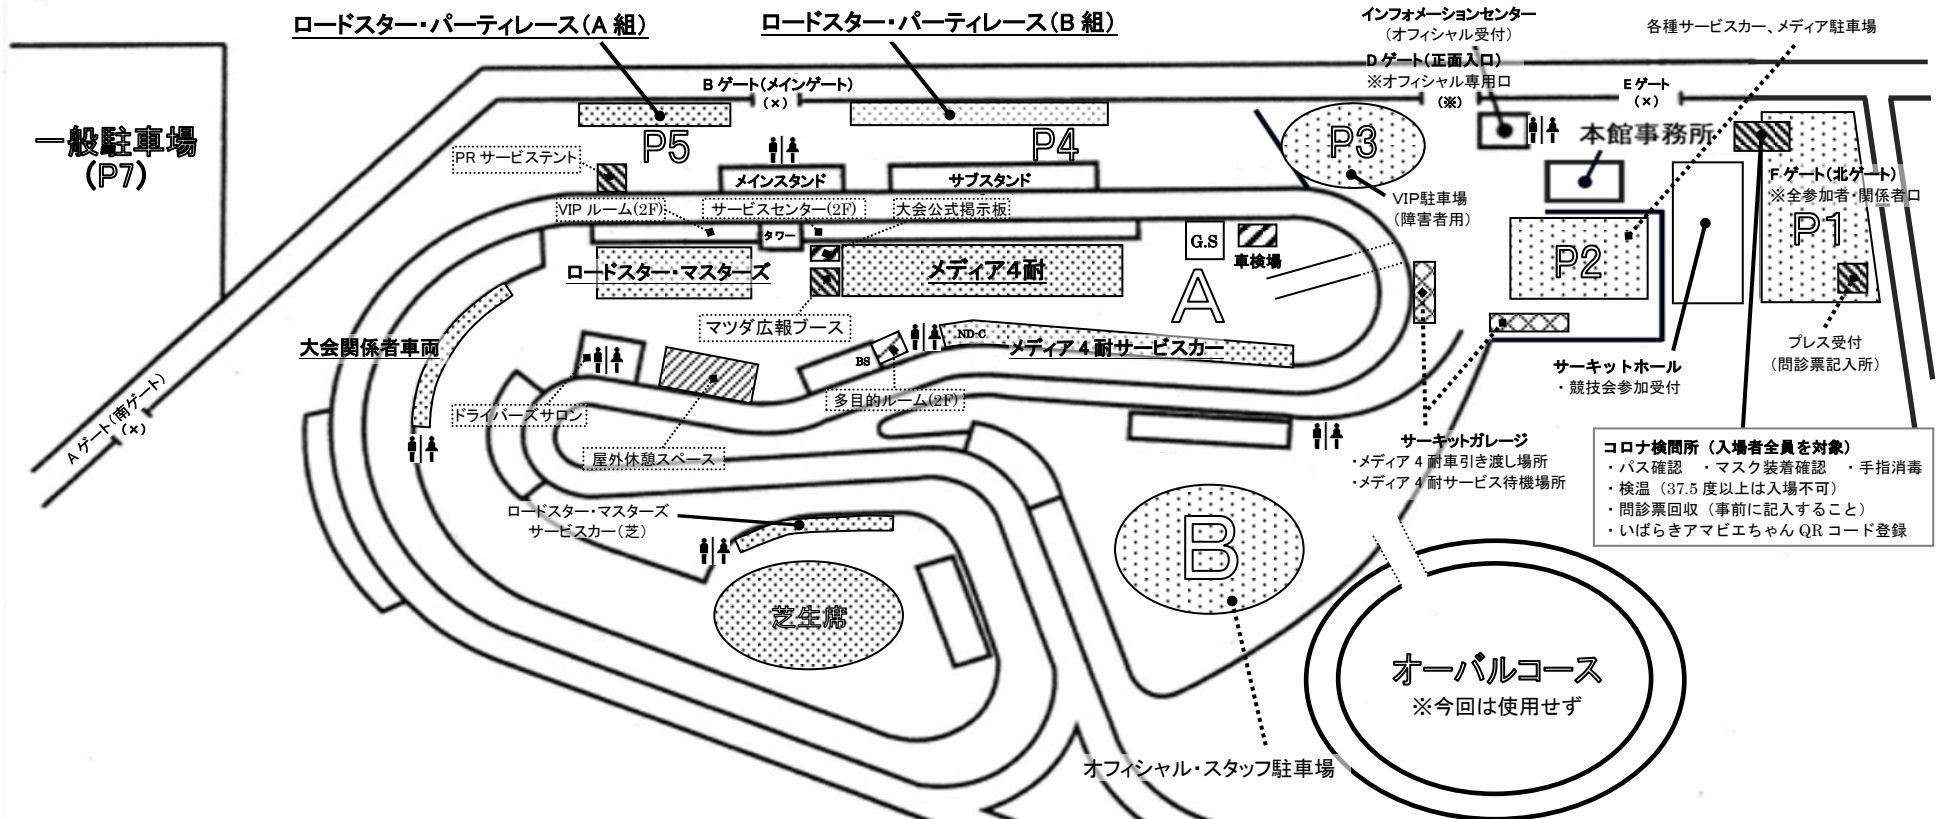 ロードスター・パーティレース（A 組）
ロードスター・パーティレース（B 組）
インフォメーションセンター
（オフィシャル受付）
各種サービスカー、メディア駐車場
D ゲート（正面入口）
※オフィシャル専用口
（※）
B ゲート（メインゲート）
（×）
E ゲート
（×）
一般駐車場
（P7）
P5
P4
P3
本館事務所
PR サービステント
メインスタンド
サブスタンド
F ゲート（北ゲート）
※全参加者・関係者口
P1
VIP駐車場
（障害者用）
VIP ルーム(2F)
サービスセンター(2F)
大会公式掲示板
タワー
G.S
車検場
P2
ロードスター・マスターズ
メディア4耐
A
マツダ広報ブース
ND-C
メディア 4 耐サービスカー
大会関係者車両
BS
プレス受付
（問診票記入所）
サーキットホール
・競技会参加受付
A ゲート（南ゲート）
（×）
ドライバーズサロン
多目的ルーム(2F)
屋外休憩スペース
サーキットガレージ
・メディア 4 耐車引き渡し場所
・メディア 4 耐サービス待機場所
コロナ検問所（入場者全員を対象）
・パス確認　・マスク装着確認　・手指消毒
・検温（37.5 度以上は入場不可）
・問診票回収（事前に記入すること）
・いばらきアマビエちゃん QR コード登録
ロードスター・マスターズ
サービスカー（芝）
B
芝生席
オーバルコース
※今回は使用せず
オフィシャル・スタッフ駐車場